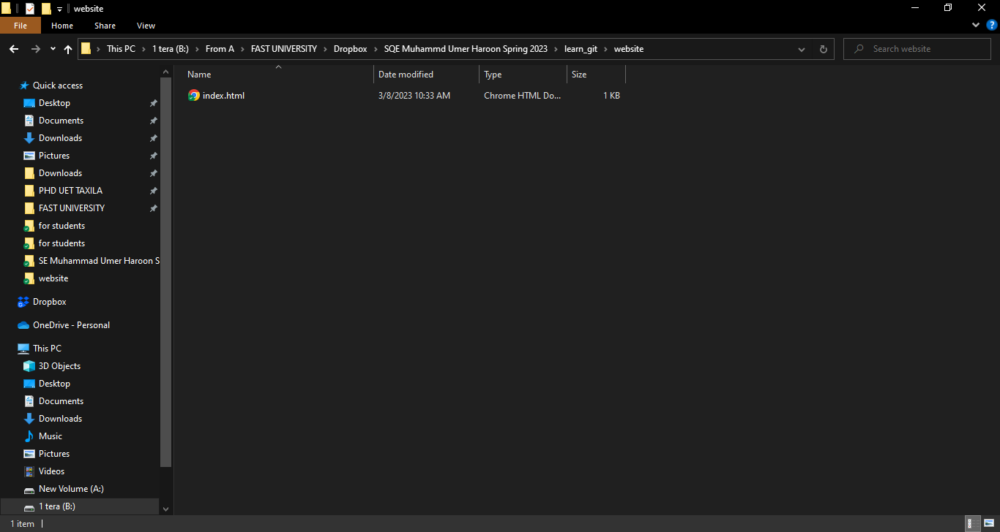 website
File Home Share View
This PC › 1 tera (B:) › From A › FAST UNIVERSITY › Dropbox › SQE Muhammd Umer Haroon Spring 2023 › learn_git › website
Search website
Name Date modified Type Size
index.html 3/8/2023 10:33 AM Chrome HTML Do... 1 KB
Quick access
Desktop
Documents
Downloads
Pictures
Downloads
PHD UET TAXILA
FAST UNIVERSITY
for students
for students
SE Muhammad Umer Haroon S
website
Dropbox
OneDrive - Personal
This PC
3D Objects
Desktop
Documents
Downloads
Music
Pictures
Videos
New Volume (A:)
1 tera (B:)
1 item